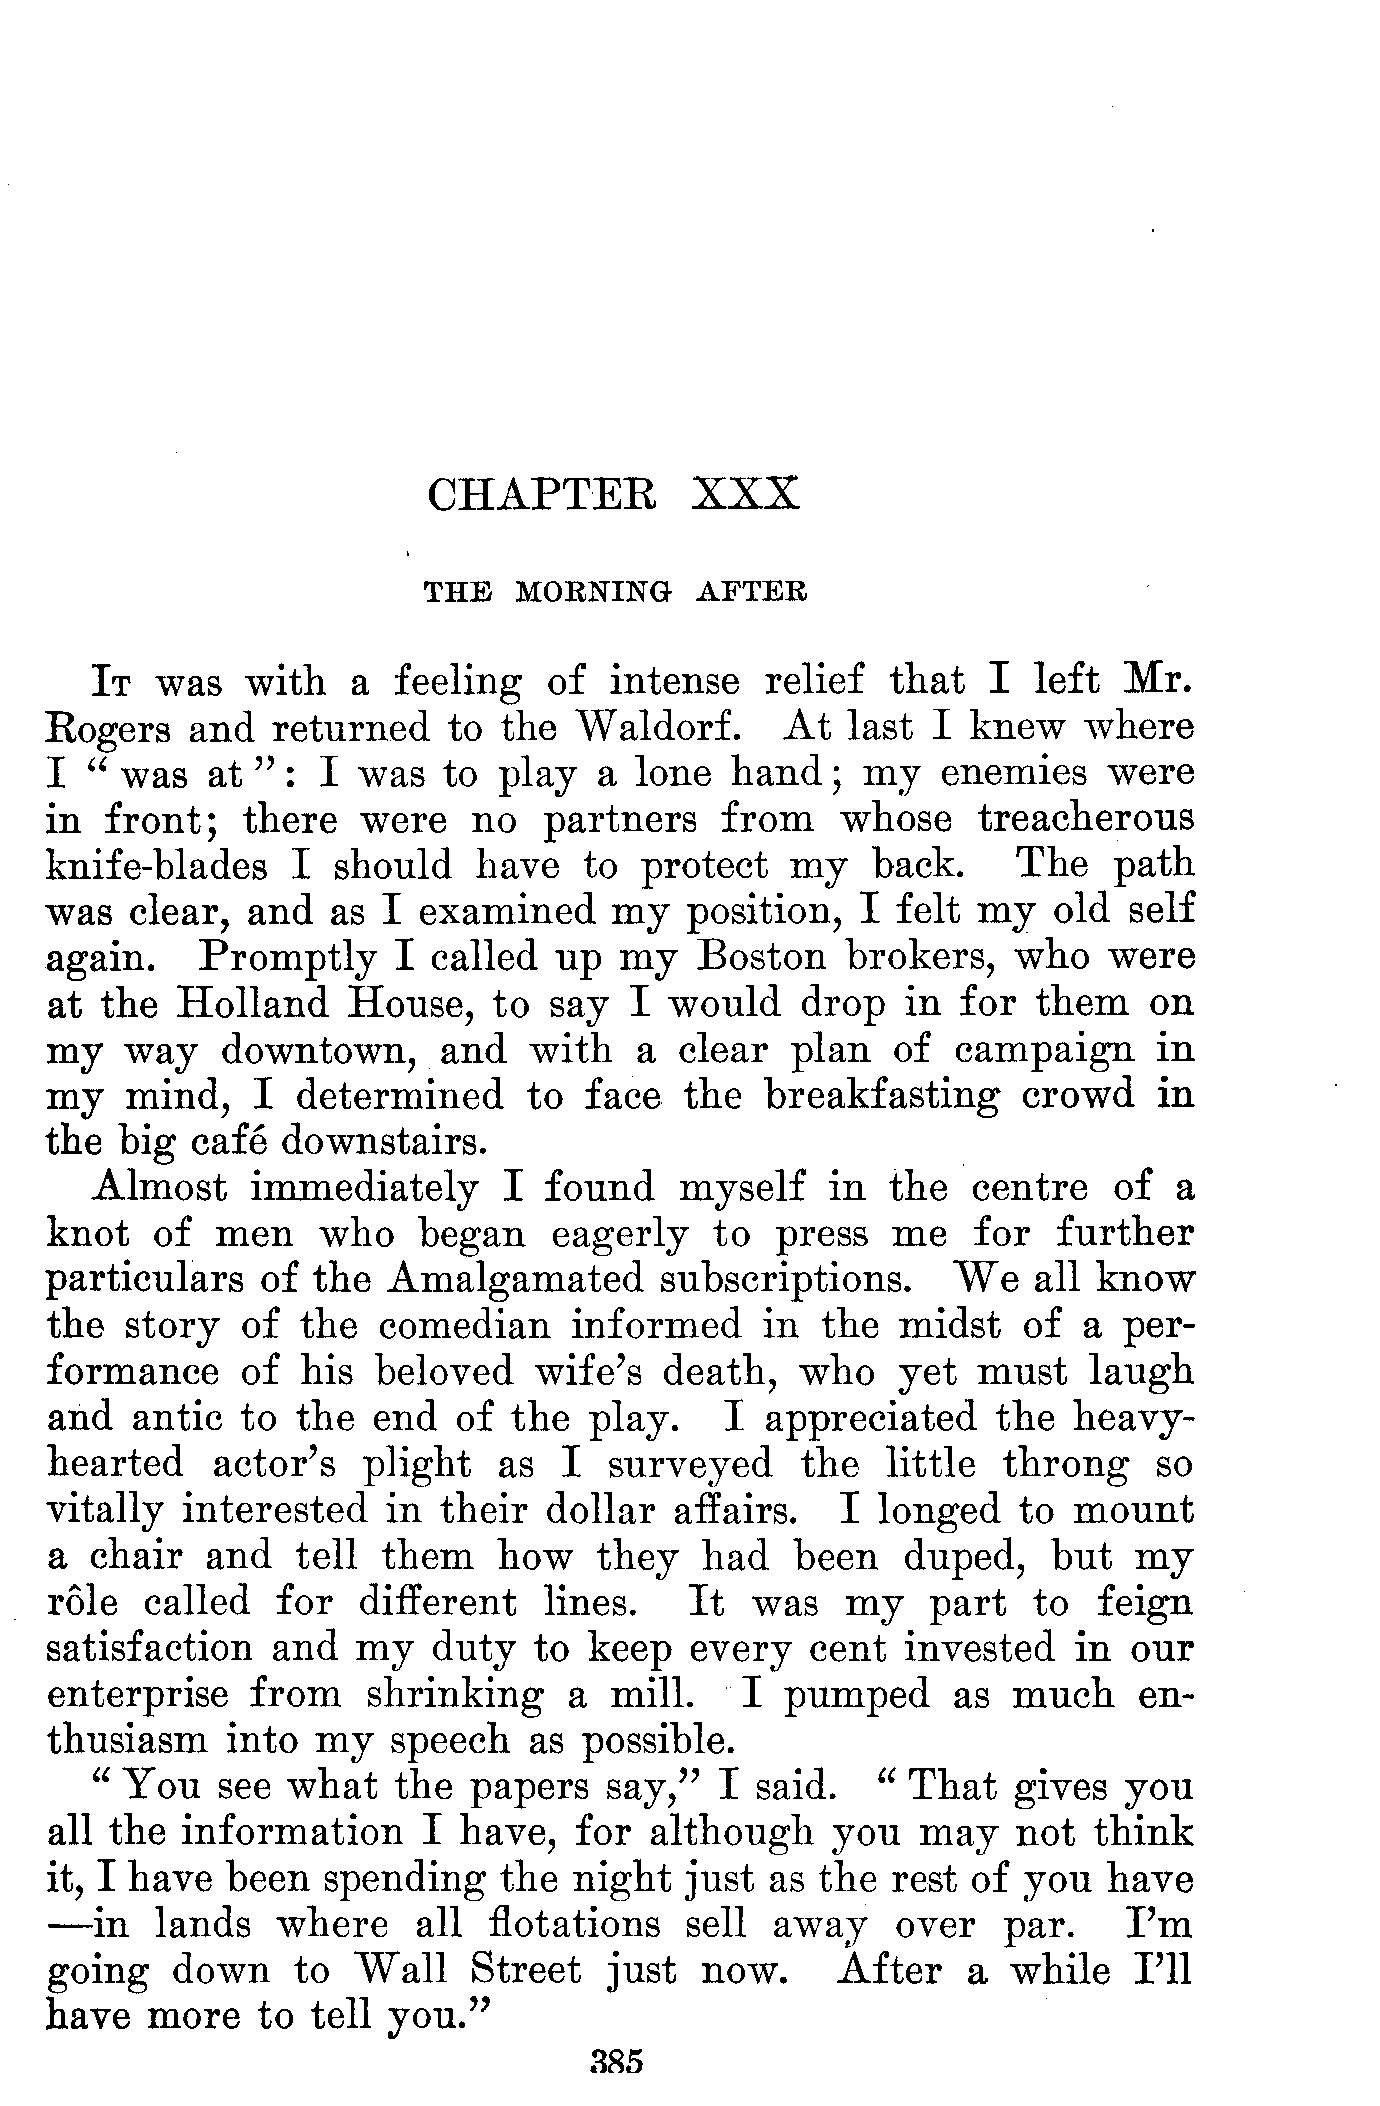 CHAPTER XXX
THE MORNING AFTER
IT was with a feeling of intense relief that I left Mr.
Rogers and returned to the Waldorf. At last I knew where
I “ was at ” : I was to play a lone hand; my enemies were
in front; there were no partners from whose treacherous
knife-blades I should have to protect my back. The path
was clear, and as I examined my position, I felt my old self
again. Promptly I called up my Boston brokers, who were
at the Holland House, to say I would drop in for them on
my way downtown, and with a clear plan of campaign in
my mind, I determined to face the breakfasting crowd in
the big café downstairs.
Almost immediately I found myself in the centre of a
knot of men who began eagerly to press me for further
particulars of the Amalgamated subscriptions. We all know
the story of the comedian informed in the midst of a per-
formance of his beloved wife’s death, who yet must laugh
and antic to the end of the play. I appreciated the heavy-
hearted actor’s plight as I surveyed the little throng so
vitally interested in their dollar affairs. I longed to mount
a chair and tell them how they had been duped, but my
rôle called for different lines. It was my part to feign
satisfaction and my duty to keep every cent invested in our
enterprise from shrinking a mill. I pumped as much en-
thusiasm into my speech as possible.
“ You see what the papers say,” I said. “ That gives you
all the information I have, for although you may not think
it, I have been spending the night just as the rest of you have
—in lands where all flotations sell away over par. I’m
going down to Wall Street just now. After a while I’ll
have more to tell you.”
385